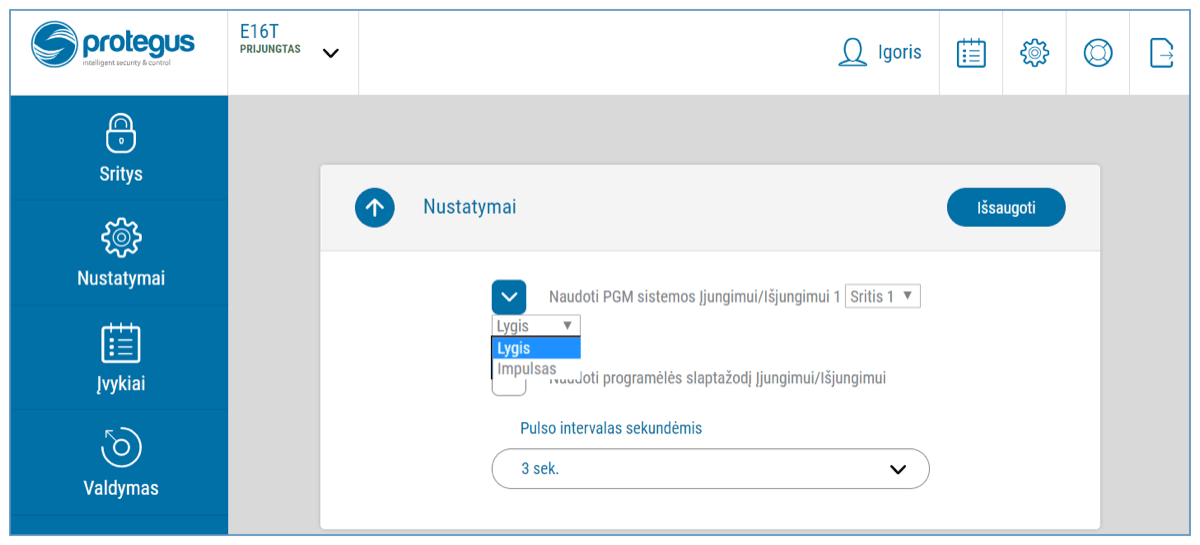 protegus
intelligent security & control
E16T
PRIJUNGTAS
Igoris
Sritys
Nustatymai
Įvykiai
Valdymas
Nustatymai
Išsaugoti
Naudoti PGM sistemos Įjungimui/Išjungimui 1 Sritis 1
Lygis
Lygis
Impulsas
Naudoti programėlės slaptažodį Įjungimui/Išjungimui
Pulso intervalas sekundėmis
3 sek.